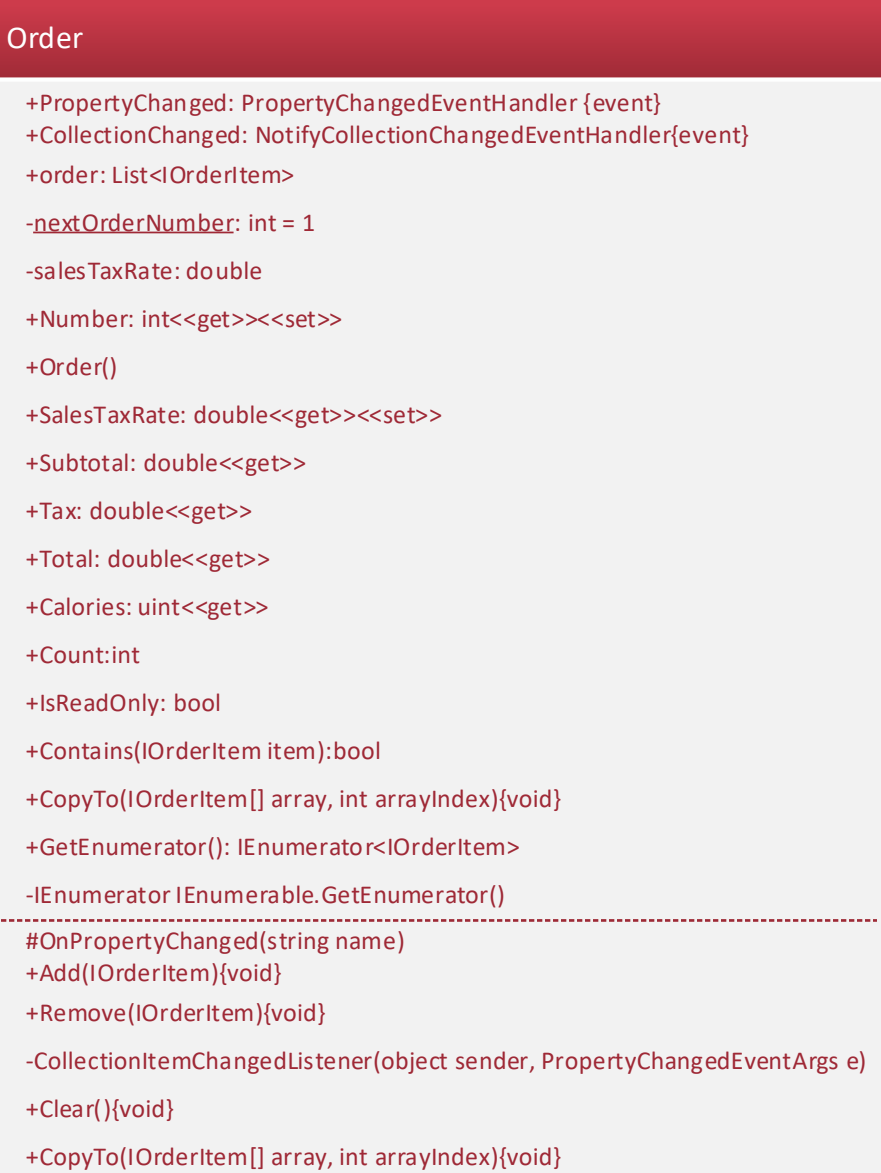 Order
+PropertyChanged: PropertyChangedEventHandler {event}
+CollectionChanged: NotifyCollectionChangedEventHandler{event}
+order: List<IOrderItem>
-nextOrderNumber: int = 1
-salesTaxRate: double
+Number: int<<get>><<set>>
+Order()
+SalesTaxRate: double<<get>><<set>>
+Subtotal: double<<get>>
+Tax: double<<get>>
+Total: double<<get>>
+Calories: uint<<get>>
+Count:int
+IsReadOnly: bool
+Contains(IOrderItem item):bool
+CopyTo(IOrderItem[] array, int arrayIndex){void}
+GetEnumerator(): IEnumerator<IOrderItem>
-IEnumerator IEnumerable.GetEnumerator()
#OnPropertyChanged(string name)
+Add(IOrderItem){void}
+Remove(IOrderItem){void}
-CollectionItemChangedListener(object sender, PropertyChangedEventArgs e)
+Clear(){void}
+CopyTo(IOrderItem[] array, int arrayIndex){void}